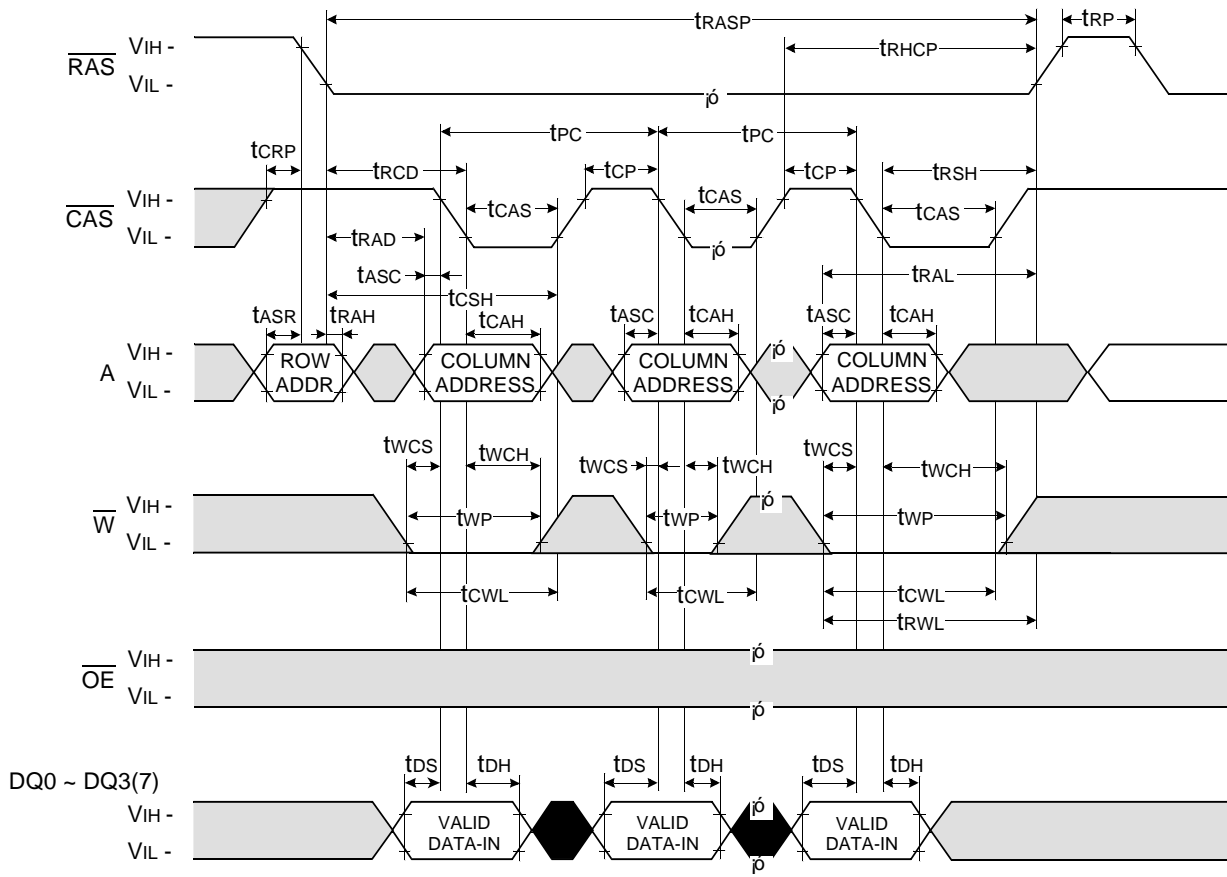 tRASP
tRP
tRHCP
RAS
VIH -
VIL -
¡ó
tCRP
tRCD
tPC
tPC
tCP
tCP
tRSH
CAS
VIH -
VIL -
tCAS
tCAS
tCAS
¡ó
tRAD
tASC
tCSH
tRAL
tASR
tRAH
tCAH
tASC
tCAH
tASC
tCAH
A
VIH -
VIL -
ROW
ADDR.
COLUMN
ADDRESS
COLUMN
ADDRESS
¡ó
¡ó
COLUMN
ADDRESS
tWCS
tWCH
tWCS
tWCH
tWCS
tWCH
W
VIH -
VIL -
tWP
tWP
¡ó
tWP
tCWL
tCWL
tCWL
tRWL
OE
VIH -
VIL -
¡ó
¡ó
DQ0 ~ DQ3(7)
tDS
tDH
tDS
tDH
tDS
tDH
VIH -
VIL -
VALID
DATA-IN
VALID
DATA-IN
¡ó
¡ó
VALID
DATA-IN